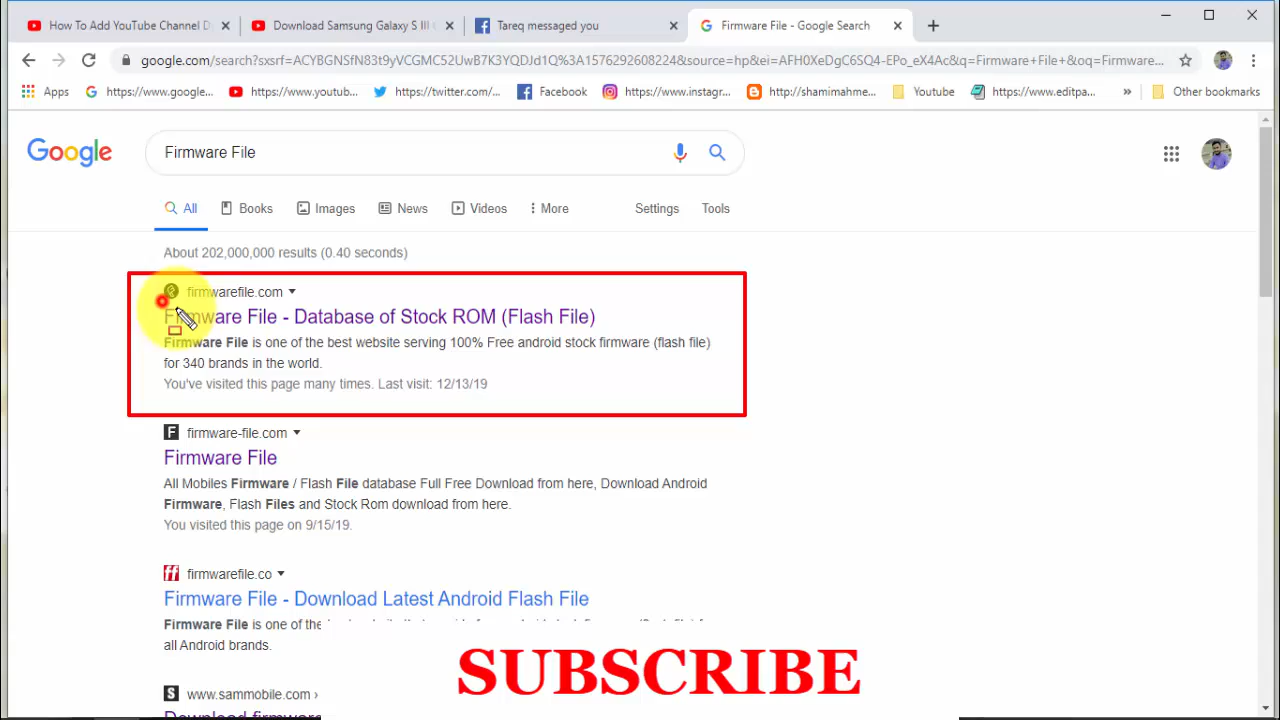 How To Add YouTube Channel D
Download Samsung Galaxy S III
Tareq messaged you
Firmware File - Google Search
google.com/search?sxsrf=ACYBGNSfN83t9yVCGMC52UwB7K3YQDJd1Q%3A1576292608224&source=hp&ei=AFH0XeDgC6SQ4-EPo_eX4Ac&q=Firmware+File+&oq=Firmware...
Apps
https://www.google...
https://www.youtub...
https://twitter.com/...
Facebook
https://www.instagr...
http://shamimahme...
Youtube
https://www.editpa...
»
Other bookmarks
Google
Firmware File
All
Books
Images
News
Videos
More
Settings
Tools
About 202,000,000 results (0.40 seconds)
firmwarefile.com
Firmware File - Database of Stock ROM (Flash File)
Firmware File is one of the best website serving 100% Free android stock firmware (flash file)
for 340 brands in the world.
You've visited this page many times. Last visit: 12/13/19
F firmware-file.com
Firmware File
All Mobiles Firmware / Flash File database Full Free Download from here, Download Android
Firmware, Flash Files and Stock Rom download from here.
You visited this page on 9/15/19.
ff firmwarefile.co
Firmware File - Download Latest Android Flash File
Firmware File is one of the
all Android brands.
S www.sammobile.com ›
Download firmware
SUBSCRIBE